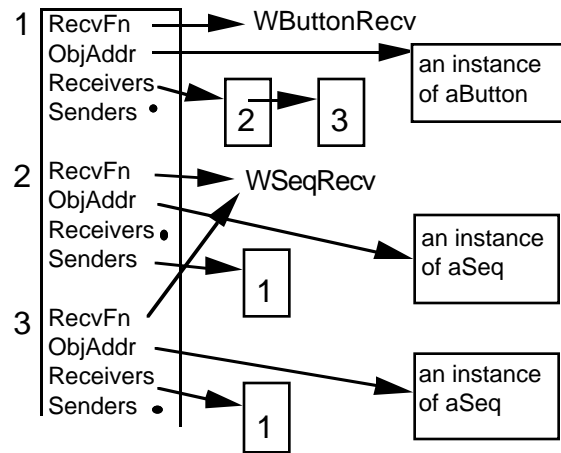 1 RecvFn WButtonRecv
ObjAddr
an instance
of aButton
Receivers
Senders
2 3
2 RecvFn WSeqRecv
ObjAddr
Receivers
an instance
of aSeq
Senders
1
3 RecvFn
ObjAddr
Receivers
an instance
of aSeq
Senders
1